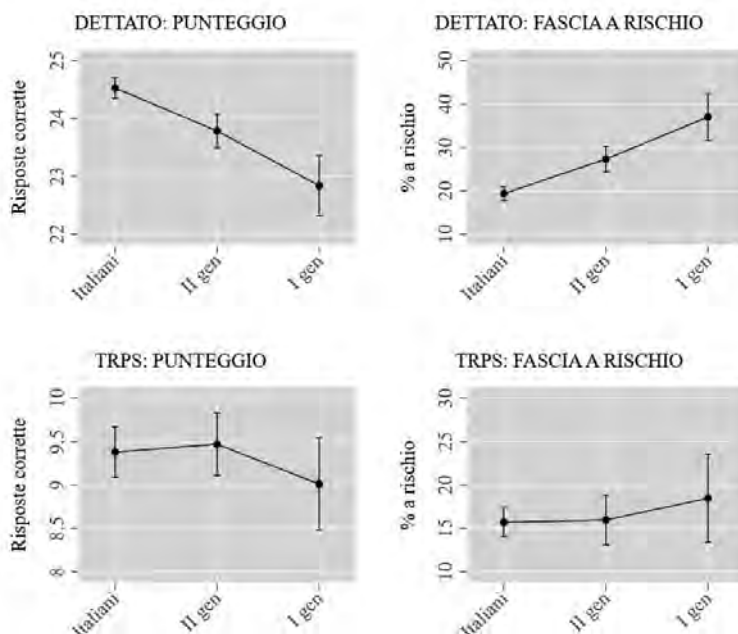 DETTATO: PUNTEGGIO
Risposte corrette
25
24
23
22
Italiani
II gen
I gen
DETTATO: FASCIA A RISCHIO
% a rischio
50
40
30
20
10
Italiani
II gen
I gen
TRPS: PUNTEGGIO
Risposte corrette
10
9.5
9
8.5
8
Italiani
II gen
I gen
TRPS: FASCIA A RISCHIO
% a rischio
30
25
20
15
10
Italiani
II gen
I gen